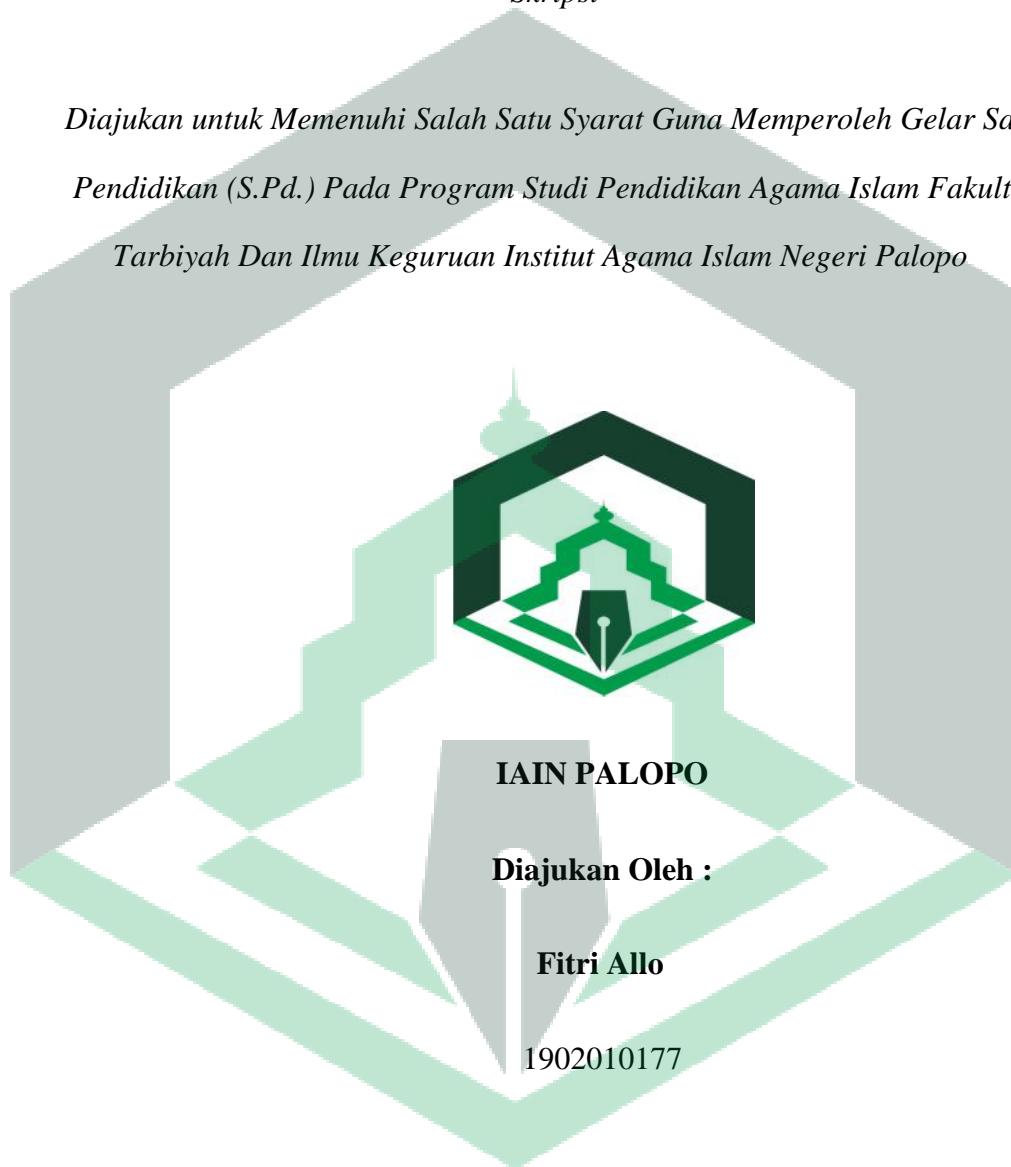 Skripsi
Diajukan untuk Memenuhi Salah Satu Syarat Guna Memperoleh Gelar Sa
Pendidikan (S.Pd.) Pada Program Studi Pendidikan Agama Islam Fakult
Tarbiyah Dan Ilmu Keguruan Institut Agama Islam Negeri Palopo
IAIN PALOPO
Diajukan Oleh :
Fitri Allo
1902010177